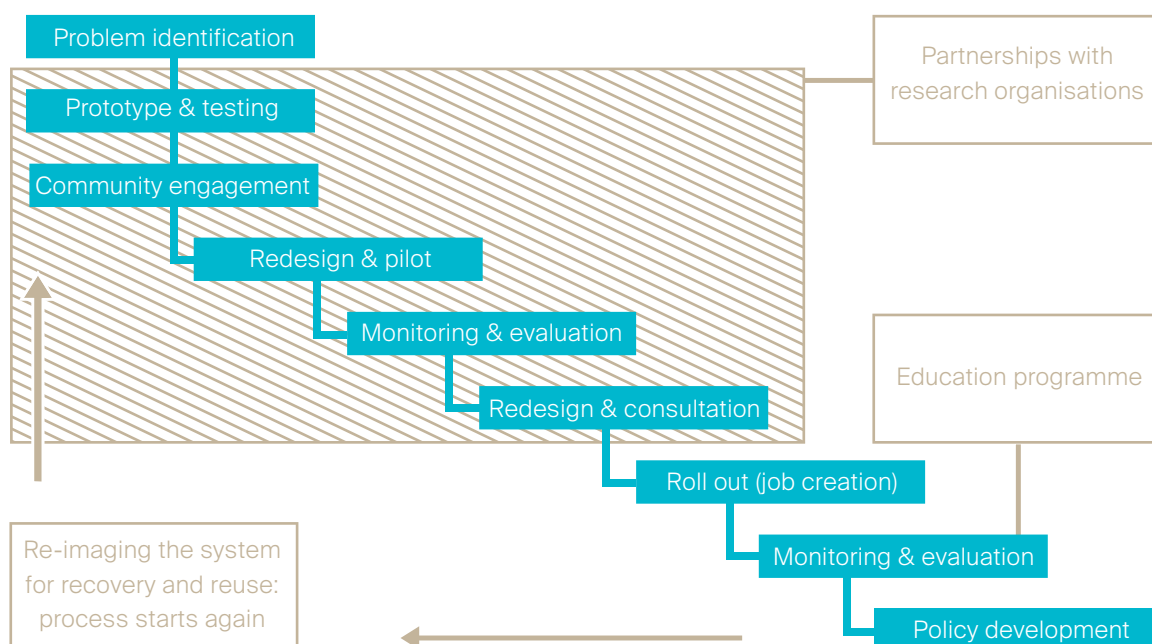 Problem identification
Partnerships with
research organisations
Prototype & testing
Community engagement
Redesign & pilot
Monitoring & evaluation
Education programme
Redesign & consultation
Roll out (job creation)
Monitoring & evaluation
Re-imaging the system
for recovery and reuse:
process starts again
Policy development